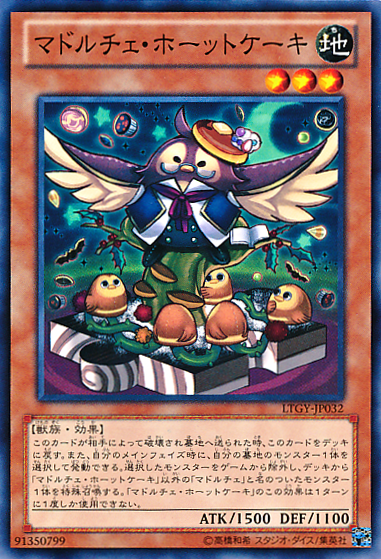 マドルチェ・ホーットケーキ
地
LTGY-JP032
【獣族・効果】
このカードが相手によって破壊され墓地へ送られた時、このカードをデッキ
に戻す。また、自分のメインフェイズ時に、自分の墓地のモンスター1体を
選択して発動できる。選択したモンスターをゲームから除外し、デッキから
「マドルチェ・ホーットケーキ」以外の「マドルチェ」と名のついたモンスター
1体を特殊召喚する。「マドルチェ・ホーットケーキ」のこの効果は1ターン
に1度しか使用できない。
ATK/1500 DEF/1100
91350799
©高橋和希 スタジオ・ダイス/集英社